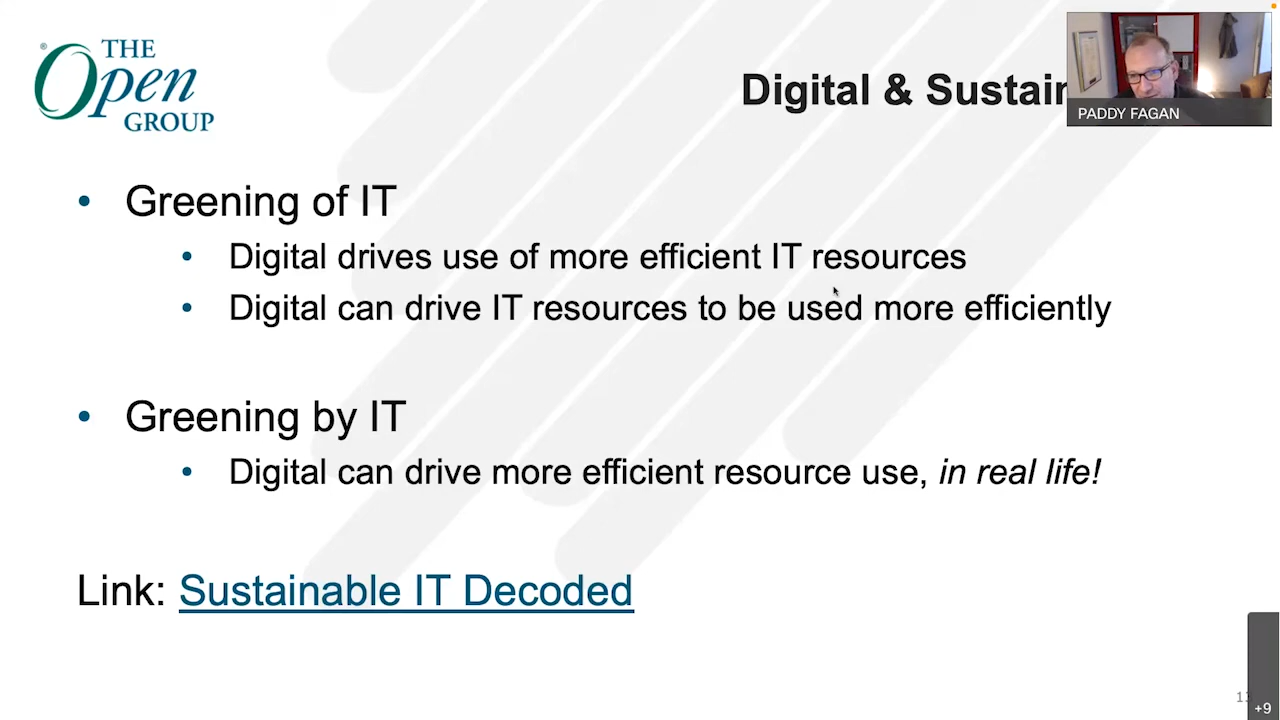 ® THE
Open
GROUP
Digital & Sustain
PADDY FAGAN
• Greening of IT
• Digital drives use of more efficient IT resources
• Digital can drive IT resources to be used more efficiently
• Greening by IT
• Digital can drive more efficient resource use, in real life!
Link: Sustainable IT Decoded
+9